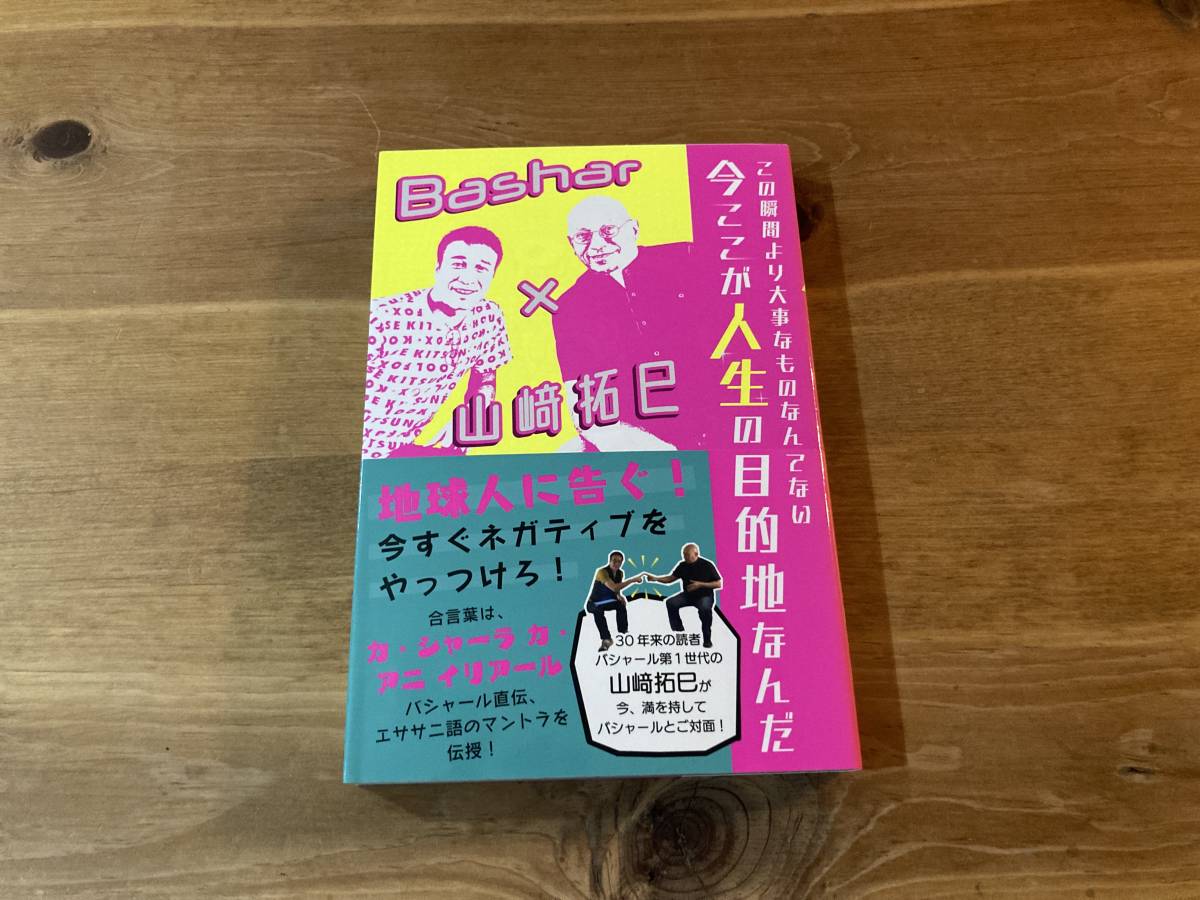 Bashar
×
山﨑拓巳
この瞬間より大事なものなんてない
今ここが人生の目的地なんだ
地球人に告ぐ！
今すぐネガティブを
やっつけろ！
合言葉は、
カ・シャーラ カ・
アニ イリアール
バシャール直伝、
エササニ語のマントラを
伝授！
30年来の読者
バシャール第1世代の
山﨑拓巳が
今、満を持して
バシャールとご対面！